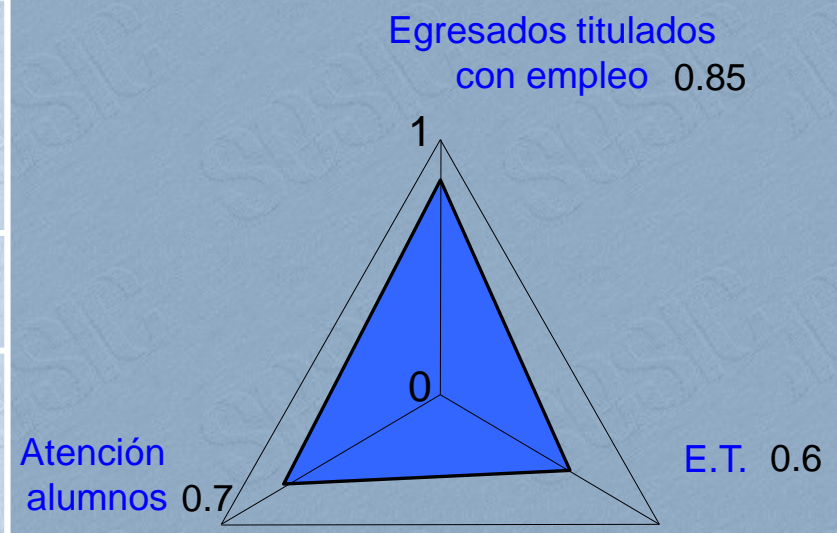 Egresados titulados
con empleo 0.85
1
0
Atención
alumnos 0.7
E.T. 0.6